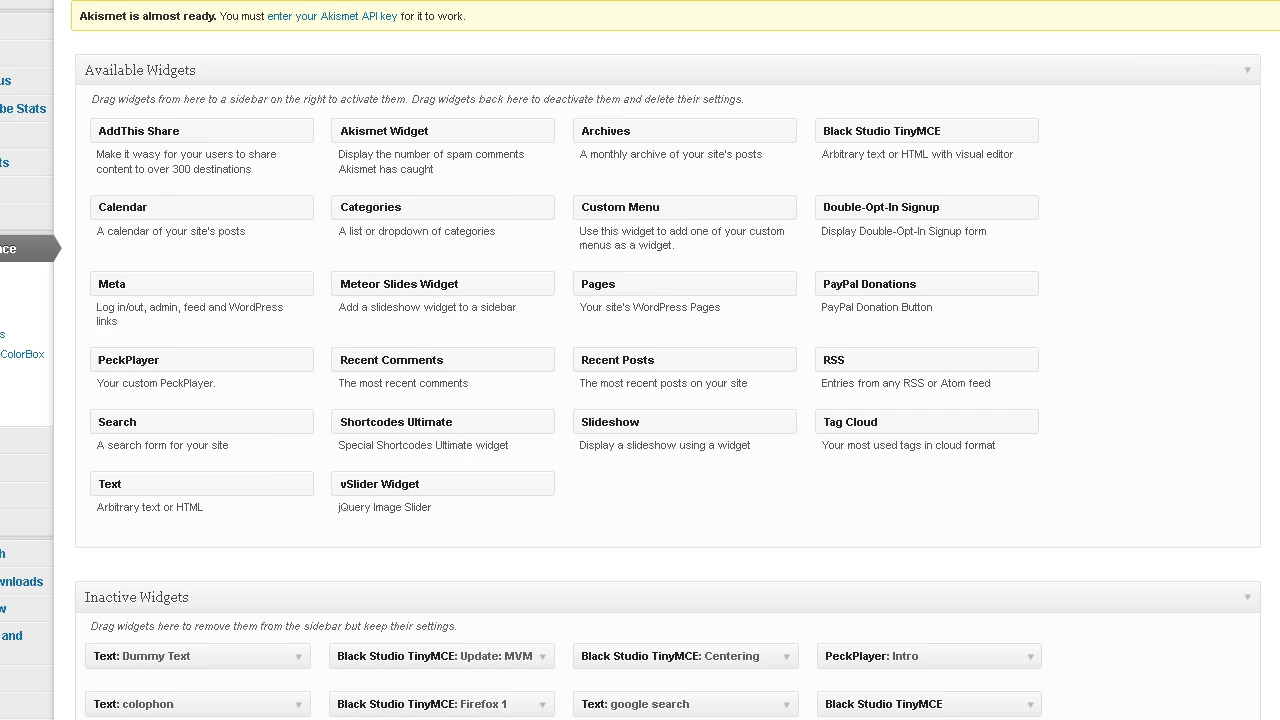 Akismet is almost ready. You must enter your Akismet API key for it to work.
us
be Stats
ts
nce
s
ColorBox
h
wnloads
w
and
Available Widgets
Drag widgets from here to a sidebar on the right to activate them. Drag widgets back here to deactivate them and delete their settings.
AddThis Share
Make it wasy for your users to share
content to over 300 destinations
Akismet Widget
Display the number of spam comments
Akismet has caught
Archives
A monthly archive of your site's posts
Black Studio TinyMCE
Arbitrary text or HTML with visual editor
Calendar
A calendar of your site's posts
Categories
A list or dropdown of categories
Custom Menu
Use this widget to add one of your custom
menus as a widget.
Double-Opt-In Signup
Display Double-Opt-In Signup form
Meta
Log in/out, admin, feed and WordPress
links
Meteor Slides Widget
Add a slideshow widget to a sidebar
Pages
Your site's WordPress Pages
PayPal Donations
PayPal Donation Button
PeckPlayer
Your custom PeckPlayer.
Recent Comments
The most recent comments
Recent Posts
The most recent posts on your site
RSS
Entries from any RSS or Atom feed
Search
A search form for your site
Shortcodes Ultimate
Special Shortcodes Ultimate widget
Slideshow
Display a slideshow using a widget
Tag Cloud
Your most used tags in cloud format
Text
Arbitrary text or HTML
vSlider Widget
jQuery Image Slider
Inactive Widgets
Drag widgets here to remove them from the sidebar but keep their settings.
Text: Dummy Text
Black Studio TinyMCE: Update: MVM
Black Studio TinyMCE: Centering
PeckPlayer: Intro
Text: colophon
Black Studio TinyMCE: Firefox 1
Text: google search
Black Studio TinyMCE